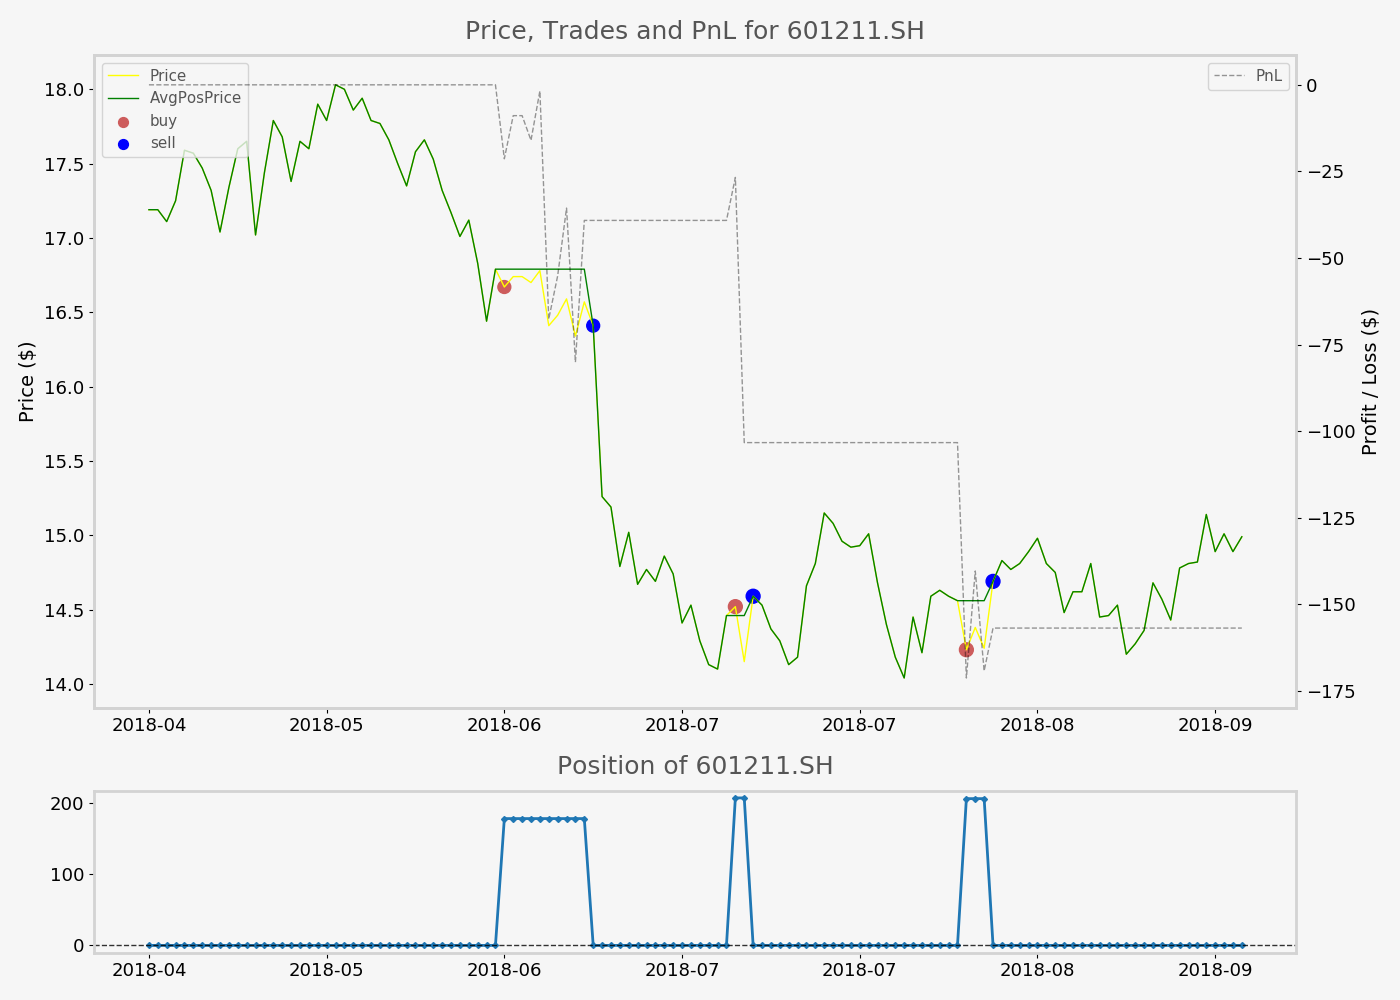 Price, Trades and PnL for 601211.SH
Price
AvgPosPrice
buy
sell
PnL
18.0
17.5
17.0
16.5
16.0
15.5
15.0
14.5
14.0
Price ($)
0
−25
−50
−75
−100
−125
−150
−175
Profit / Loss ($)
2018-04 2018-05 2018-06 2018-07 2018-07 2018-08 2018-09
Position of 601211.SH
200
100
0
2018-04 2018-05 2018-06 2018-07 2018-07 2018-08 2018-09